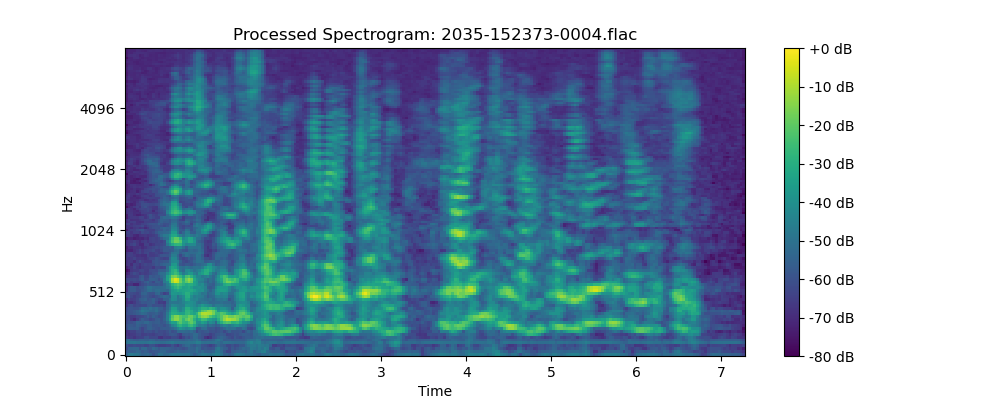 Processed Spectrogram: 2035-152373-0004.flac
Hz
4096
2048
1024
512
0
0 1 2 3 4 5 6 7
Time
+0 dB
-10 dB
-20 dB
-30 dB
-40 dB
-50 dB
-60 dB
-70 dB
-80 dB